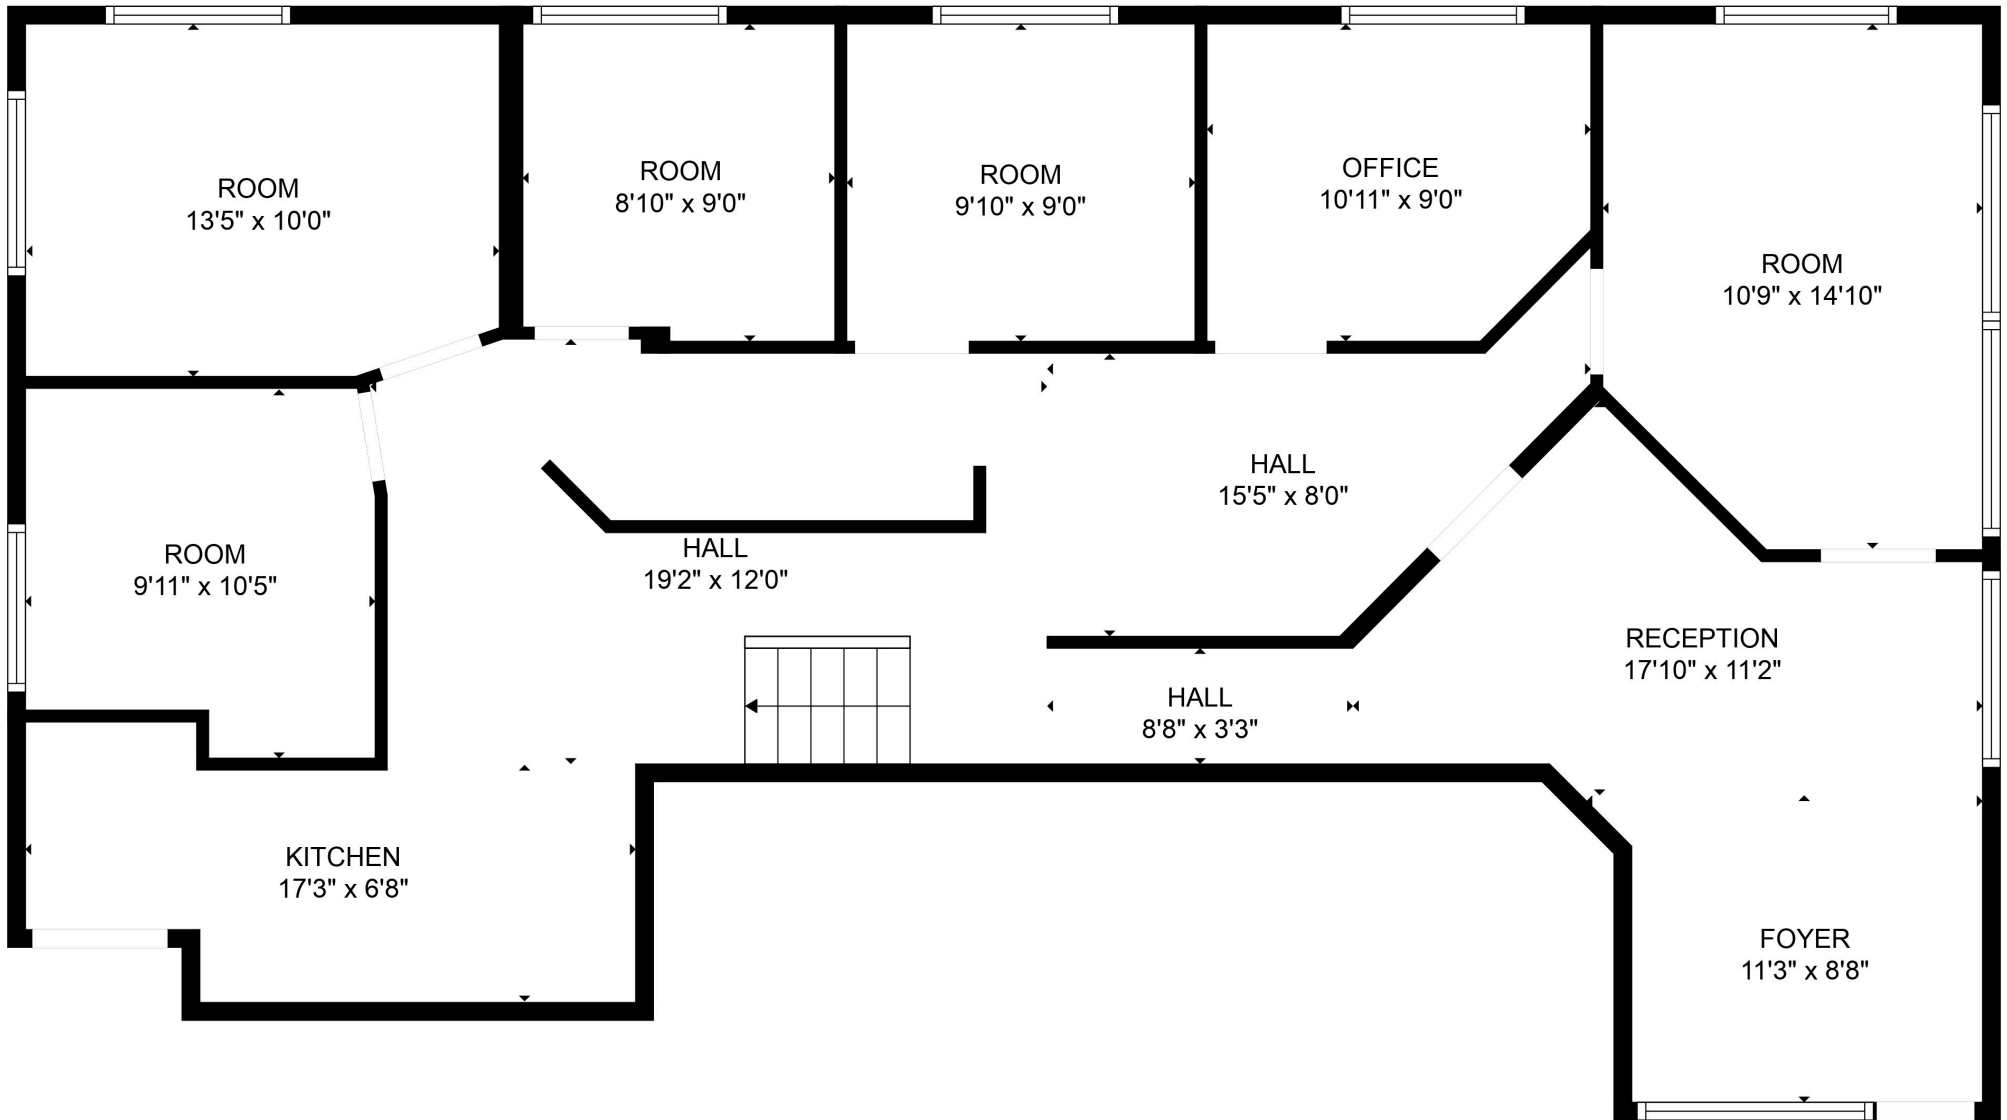 ROOM
13'5" x 10'0"
ROOM
8'10" x 9'0"
ROOM
9'10" x 9'0"
OFFICE
10'11" x 9'0"
ROOM
10'9" x 14'10"
HALL
15'5" x 8'0"
ROOM
9'11" x 10'5"
HALL
19'2" x 12'0"
RECEPTION
17'10" x 11'2"
HALL
8'8" x 3'3"
KITCHEN
17'3" x 6'8"
FOYER
11'3" x 8'8"